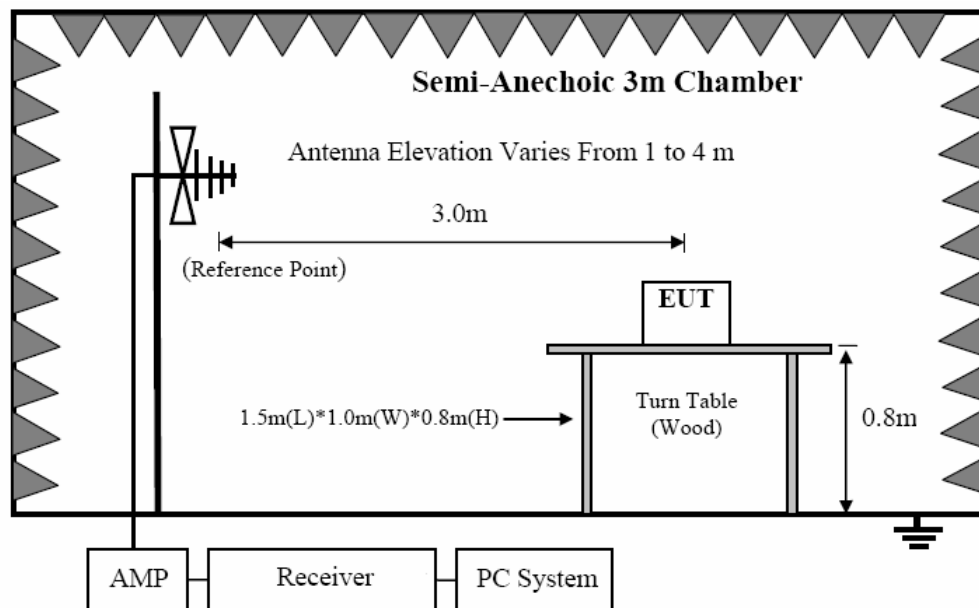 Semi-Anechoic 3m Chamber
Antenna Elevation Varies From 1 to 4 m
3.0m
(Reference Point)
EUT
1.5m(L)*1.0m(W)*0.8m(H)
Turn Table
(Wood)
0.8m
AMP
Receiver
PC System